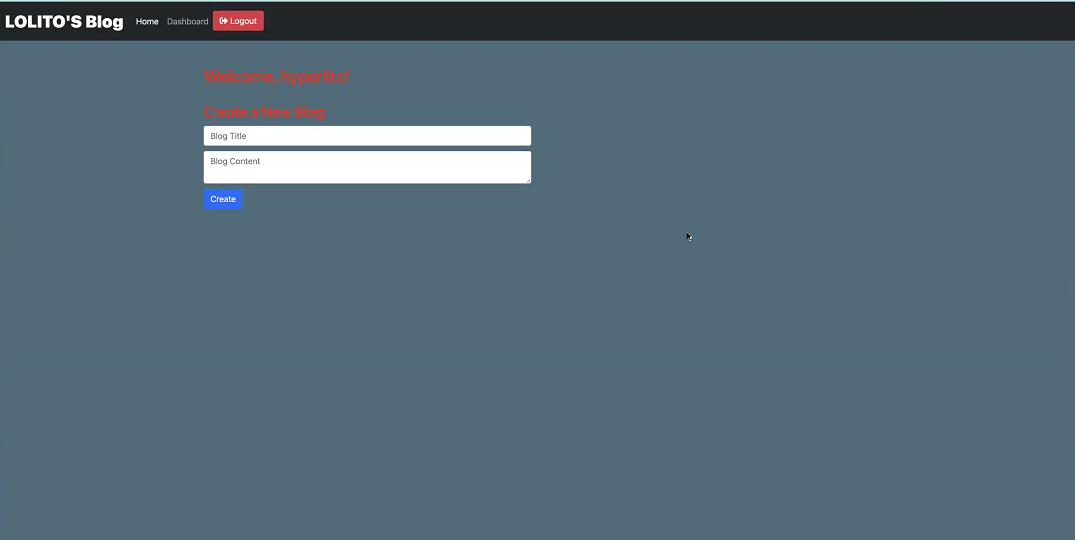 LOLITO'S Blog Home Dashboard Logout
Welcome, hyperlitz!
Create a New Blog:
Blog Title
Blog Content
Create